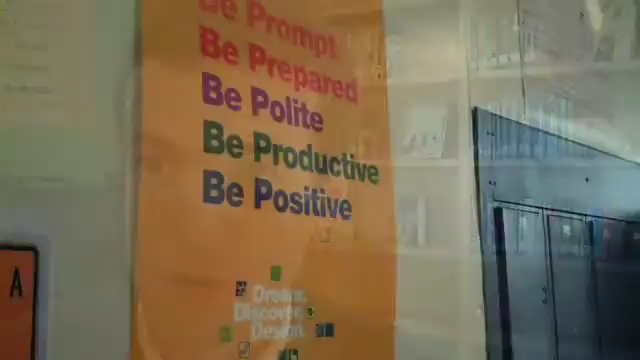 Be Prompt
Be Prepared
Be Polite
Be Productive
Be Positive
Dream.
Discover.
Design.
A